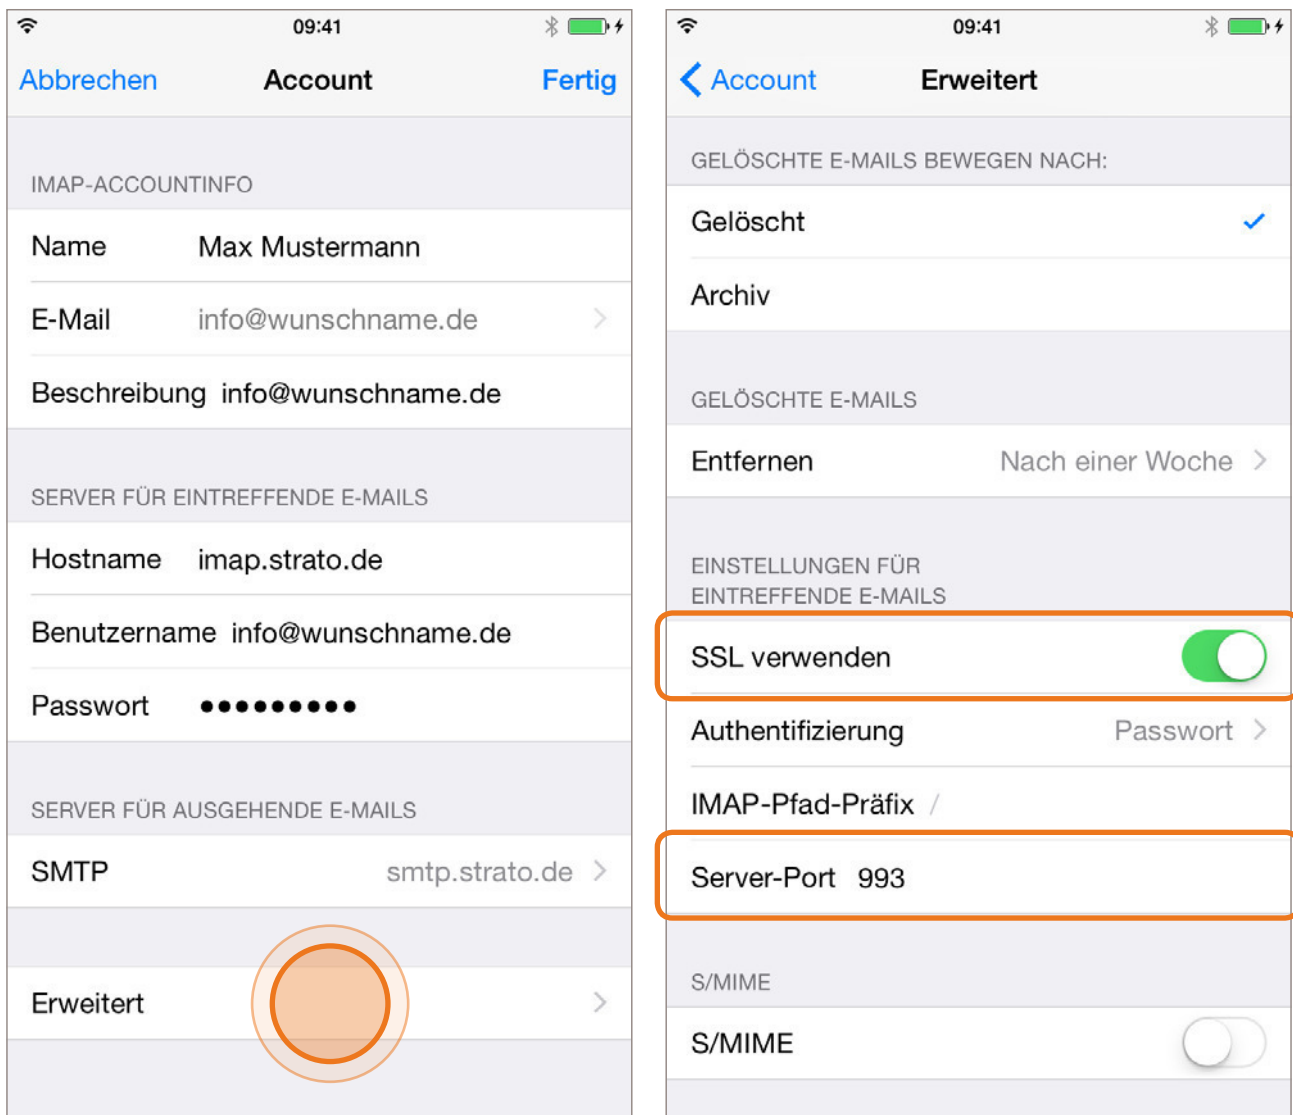 09:41
Abbrechen Account Fertig
IMAP-ACCOUNTINFO
Name Max Mustermann
E-Mail info@wunschname.de
Beschreibung info@wunschname.de
SERVER FÜR EINTREFFENDE E-MAILS
Hostname imap.strato.de
Benutzername info@wunschname.de
Passwort ●●●●●●●●●
SERVER FÜR AUSGEHENDE E-MAILS
SMTP smtp.strato.de
Erweitert
09:41
Account Erweitert
GELÖSCHTE E-MAILS BEWEGEN NACH:
Gelöscht
Archiv
GELÖSCHTE E-MAILS
Entfernen Nach einer Woche
EINSTELLUNGEN FÜR
EINTREFFENDE E-MAILS
SSL verwenden
Authentifizierung Passwort
IMAP-Pfad-Präfix /
Server-Port 993
S/MIME
S/MIME